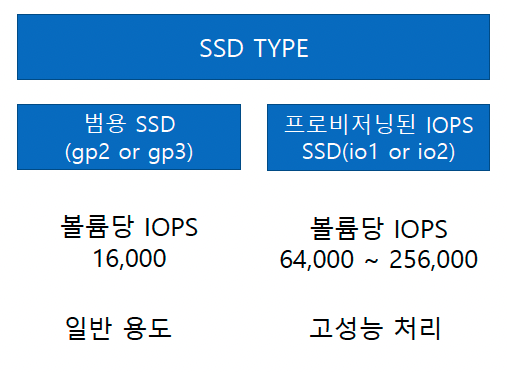 SSD TYPE
범용 SSD
(gp2 or gp3)
프로비저닝된 IOPS
SSD(io1 or io2)
볼륨당 IOPS
16,000
볼륨당 IOPS
64,000 ~ 256,000
일반 용도
고성능 처리